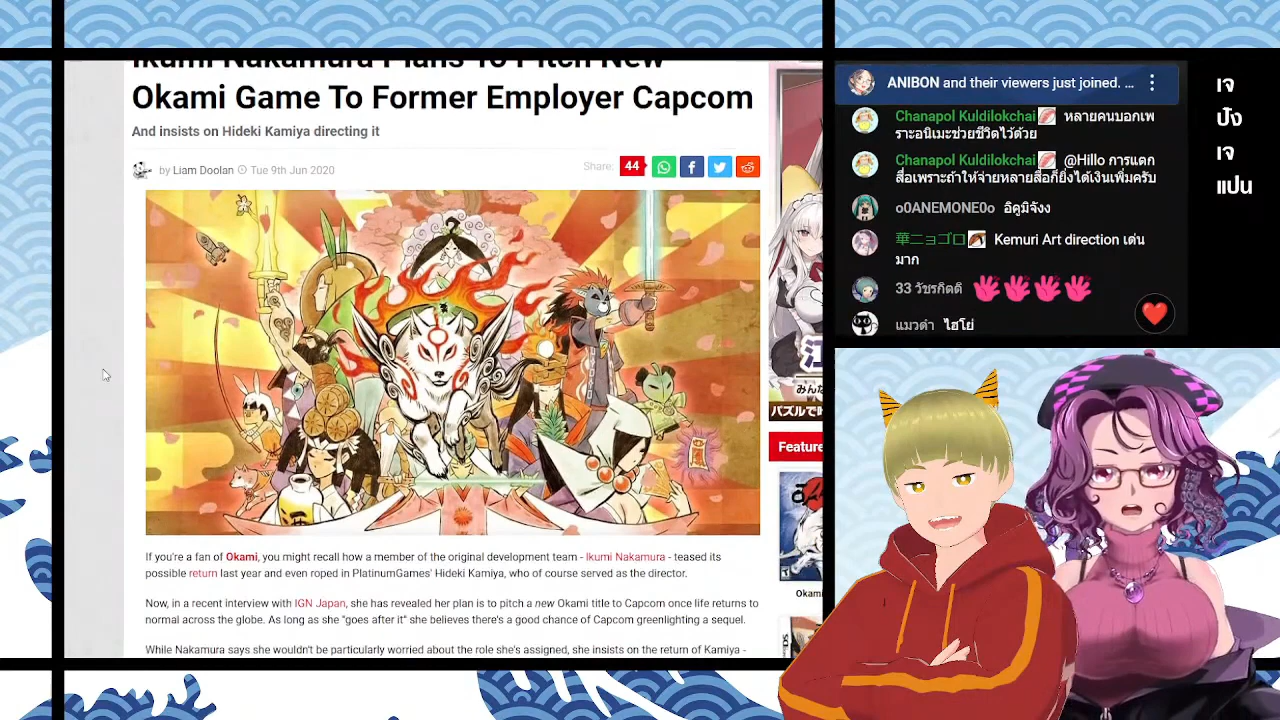 Ikumi Nakamura Plans To Pitch New
Okami Game To Former Employer Capcom
And insists on Hideki Kamiya directing it
by Liam Doolan Tue 9th Jun 2020
Share: 44
If you're a fan of Okami, you might recall how a member of the original development team - Ikumi Nakamura - teased its
possible return last year and even roped in PlatinumGames' Hideki Kamiya, who of course served as the director.
Now, in a recent interview with IGN Japan, she has revealed her plan is to pitch a new Okami title to Capcom once life returns to
normal across the globe. As long as she "goes after it" she believes there's a good chance of Capcom greenlighting a sequel.
While Nakamura says she wouldn't be particularly worried about the role she's assigned, she insists on the return of Kamiya -
Feature
Okami
ANIBON and their viewers just joined. ...
Chanapol Kuldilokchai หลายคนบอกเพ
ราะอนิเมะช่วยชีวิตไว้ด้วย
Chanapol Kuldilokchai @Hillo การแดก
สื่อเพราะถ้าให้จ่ายหลายสื่อก็ยิ่งได้เงินเพิ่มครับ
o0ANEMONE0o อิคูมิจังง
華ニョゴロ Kemuri Art direction เด่น
มาก
33 วัชรกิตติ
แมวดำ ไฮโย่
เจ
ปัง
เจ
แปน